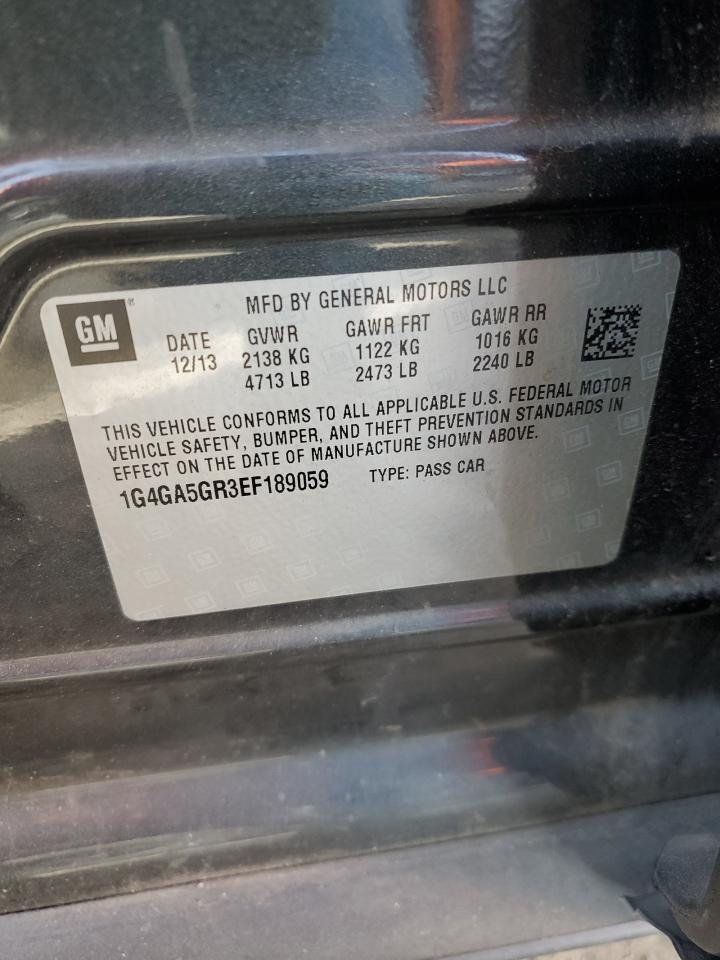 GM
®
MFD BY GENERAL MOTORS LLC
DATE GVWR GAWR FRT GAWR RR
12/13 2138 KG 1122 KG 1016 KG
4713 LB 2473 LB 2240 LB
THIS VEHICLE CONFORMS TO ALL APPLICABLE U.S. FEDERAL MOTOR
VEHICLE SAFETY, BUMPER, AND THEFT PREVENTION STANDARDS IN
EFFECT ON THE DATE OF MANUFACTURE SHOWN ABOVE.
1G4GA5GR3EF189059 TYPE: PASS CAR